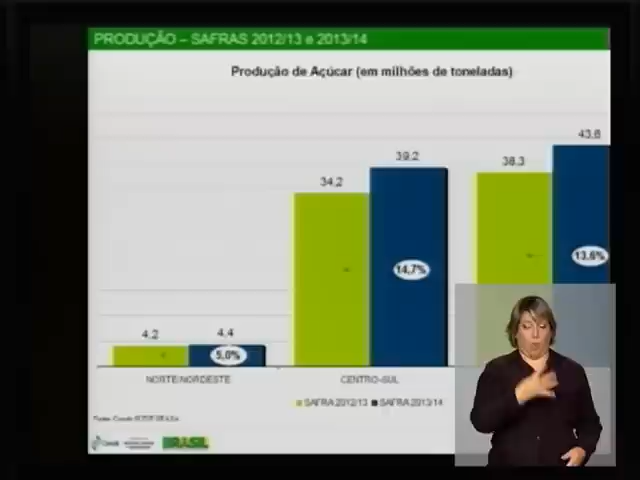 PRODUÇÃO – SAFRAS 2012/13 e 2013/14
Produção de Açúcar (em milhões de toneladas)
43,6
39,2
38,3
34,2
14,7%
13,6%
4,2
4,4
5,0%
NORTE/NORDESTE
CENTRO-SUL
SAFRA 2012/13
SAFRA 2013/14
BRASIL